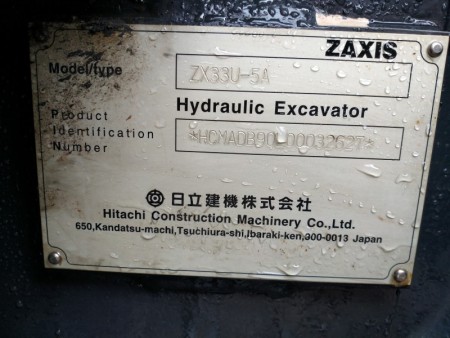 ZAXIS
Model/type ZX33U-5A
Hydraulic Excavator
Product
Identification
Number
日立建機株式会社
Hitachi Construction Machinery Co.,Ltd.
650,Kandatsu-machi,Tsuchiura-shi,Ibaraki-ken,300-0013 Japan